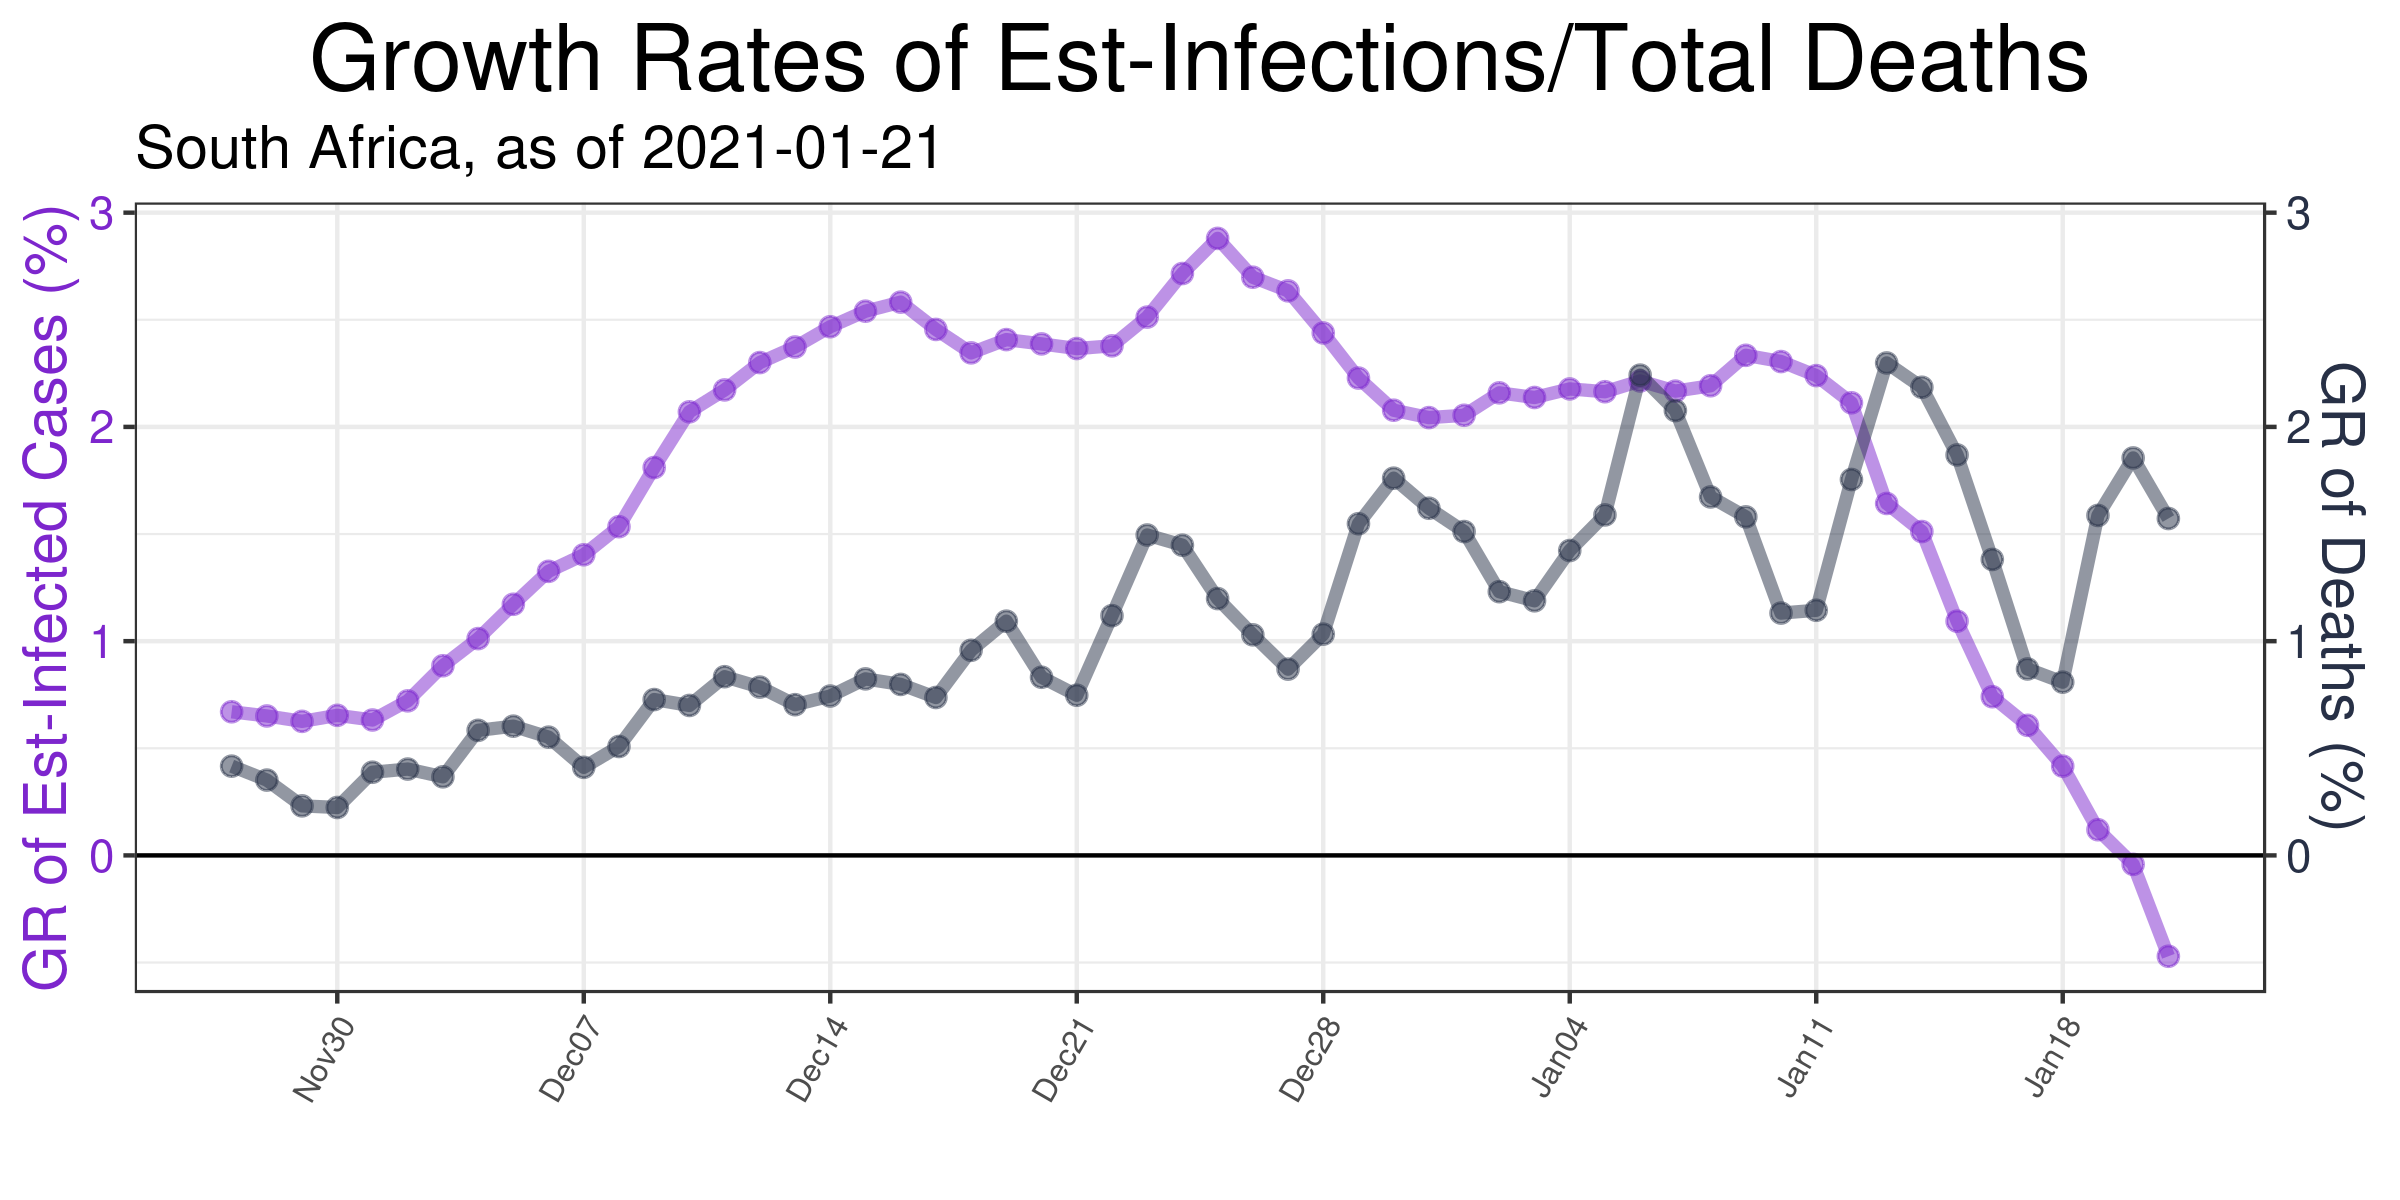 Growth Rates of Est-Infections/Total Deaths
South Africa, as of 2021-01-21
GR of Est-Infected Cases (%)
3
2
1
0
3
2
1
0
GR of Deaths (%)
Nov30
Dec07
Dec14
Dec21
Dec28
Jan04
Jan11
Jan18